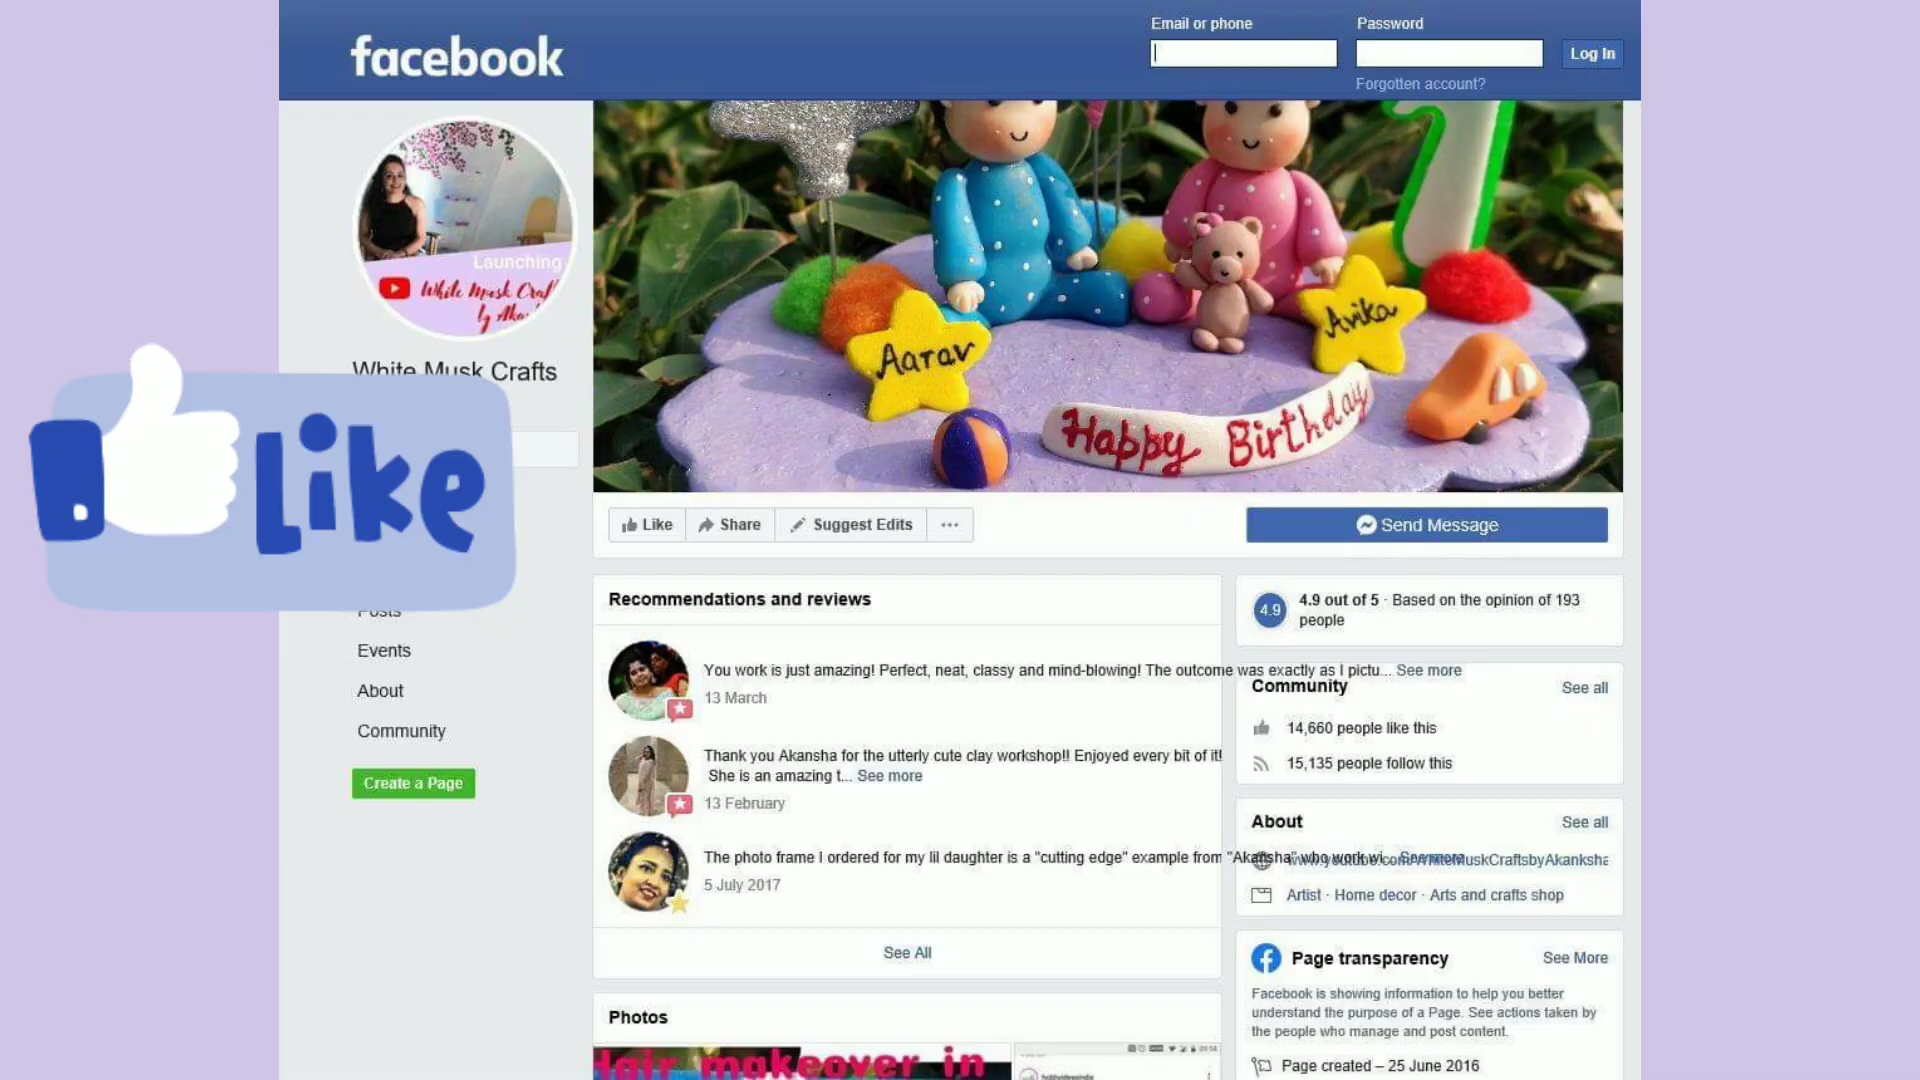 Email or phone
Password
facebook
Log In
Forgotten account?
Launching
White Musk Craf
by Aka
White Musk Crafts
Aarav
Avika
Happy Birthday
1
Like
Like
Share
Suggest Edits
Send Message
Posts
Events
About
Community
Create a Page
Recommendations and reviews
You work is just amazing! Perfect, neat, classy and mind-blowing! The outcome was exactly as I pictu... See more
13 March
Thank you Akansha for the utterly cute clay workshop!! Enjoyed every bit of it!
She is an amazing t... See more
13 February
The photo frame I ordered for my lil daughter is a "cutting edge" example from "Akansha" who work wi... See more
5 July 2017
See All
Photos
Hair makeover in
4.9
4.9 out of 5 · Based on the opinion of 193
people
Community
See all
14,660 people like this
15,135 people follow this
About
See all
www.youtube.com/WhiteMuskCraftsbyAkanksha
Artist · Home decor · Arts and crafts shop
Page transparency
See More
Facebook is showing information to help you better
understand the purpose of a Page. See actions taken by
the people who manage and post content.
Page created – 25 June 2016